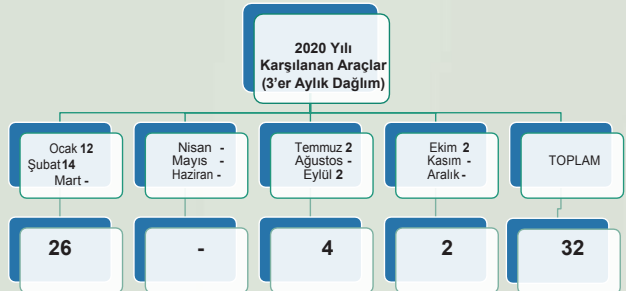 2020 Yılı
Karşılanan Araçlar
(3'er Aylık Dağlım)
Ocak 12
Şubat 14
Mart -
Nisan -
Mayıs -
Haziran -
Temmuz 2
Ağustos -
Eylül 2
Ekim 2
Kasım -
Aralık -
TOPLAM
26
-
4
2
32